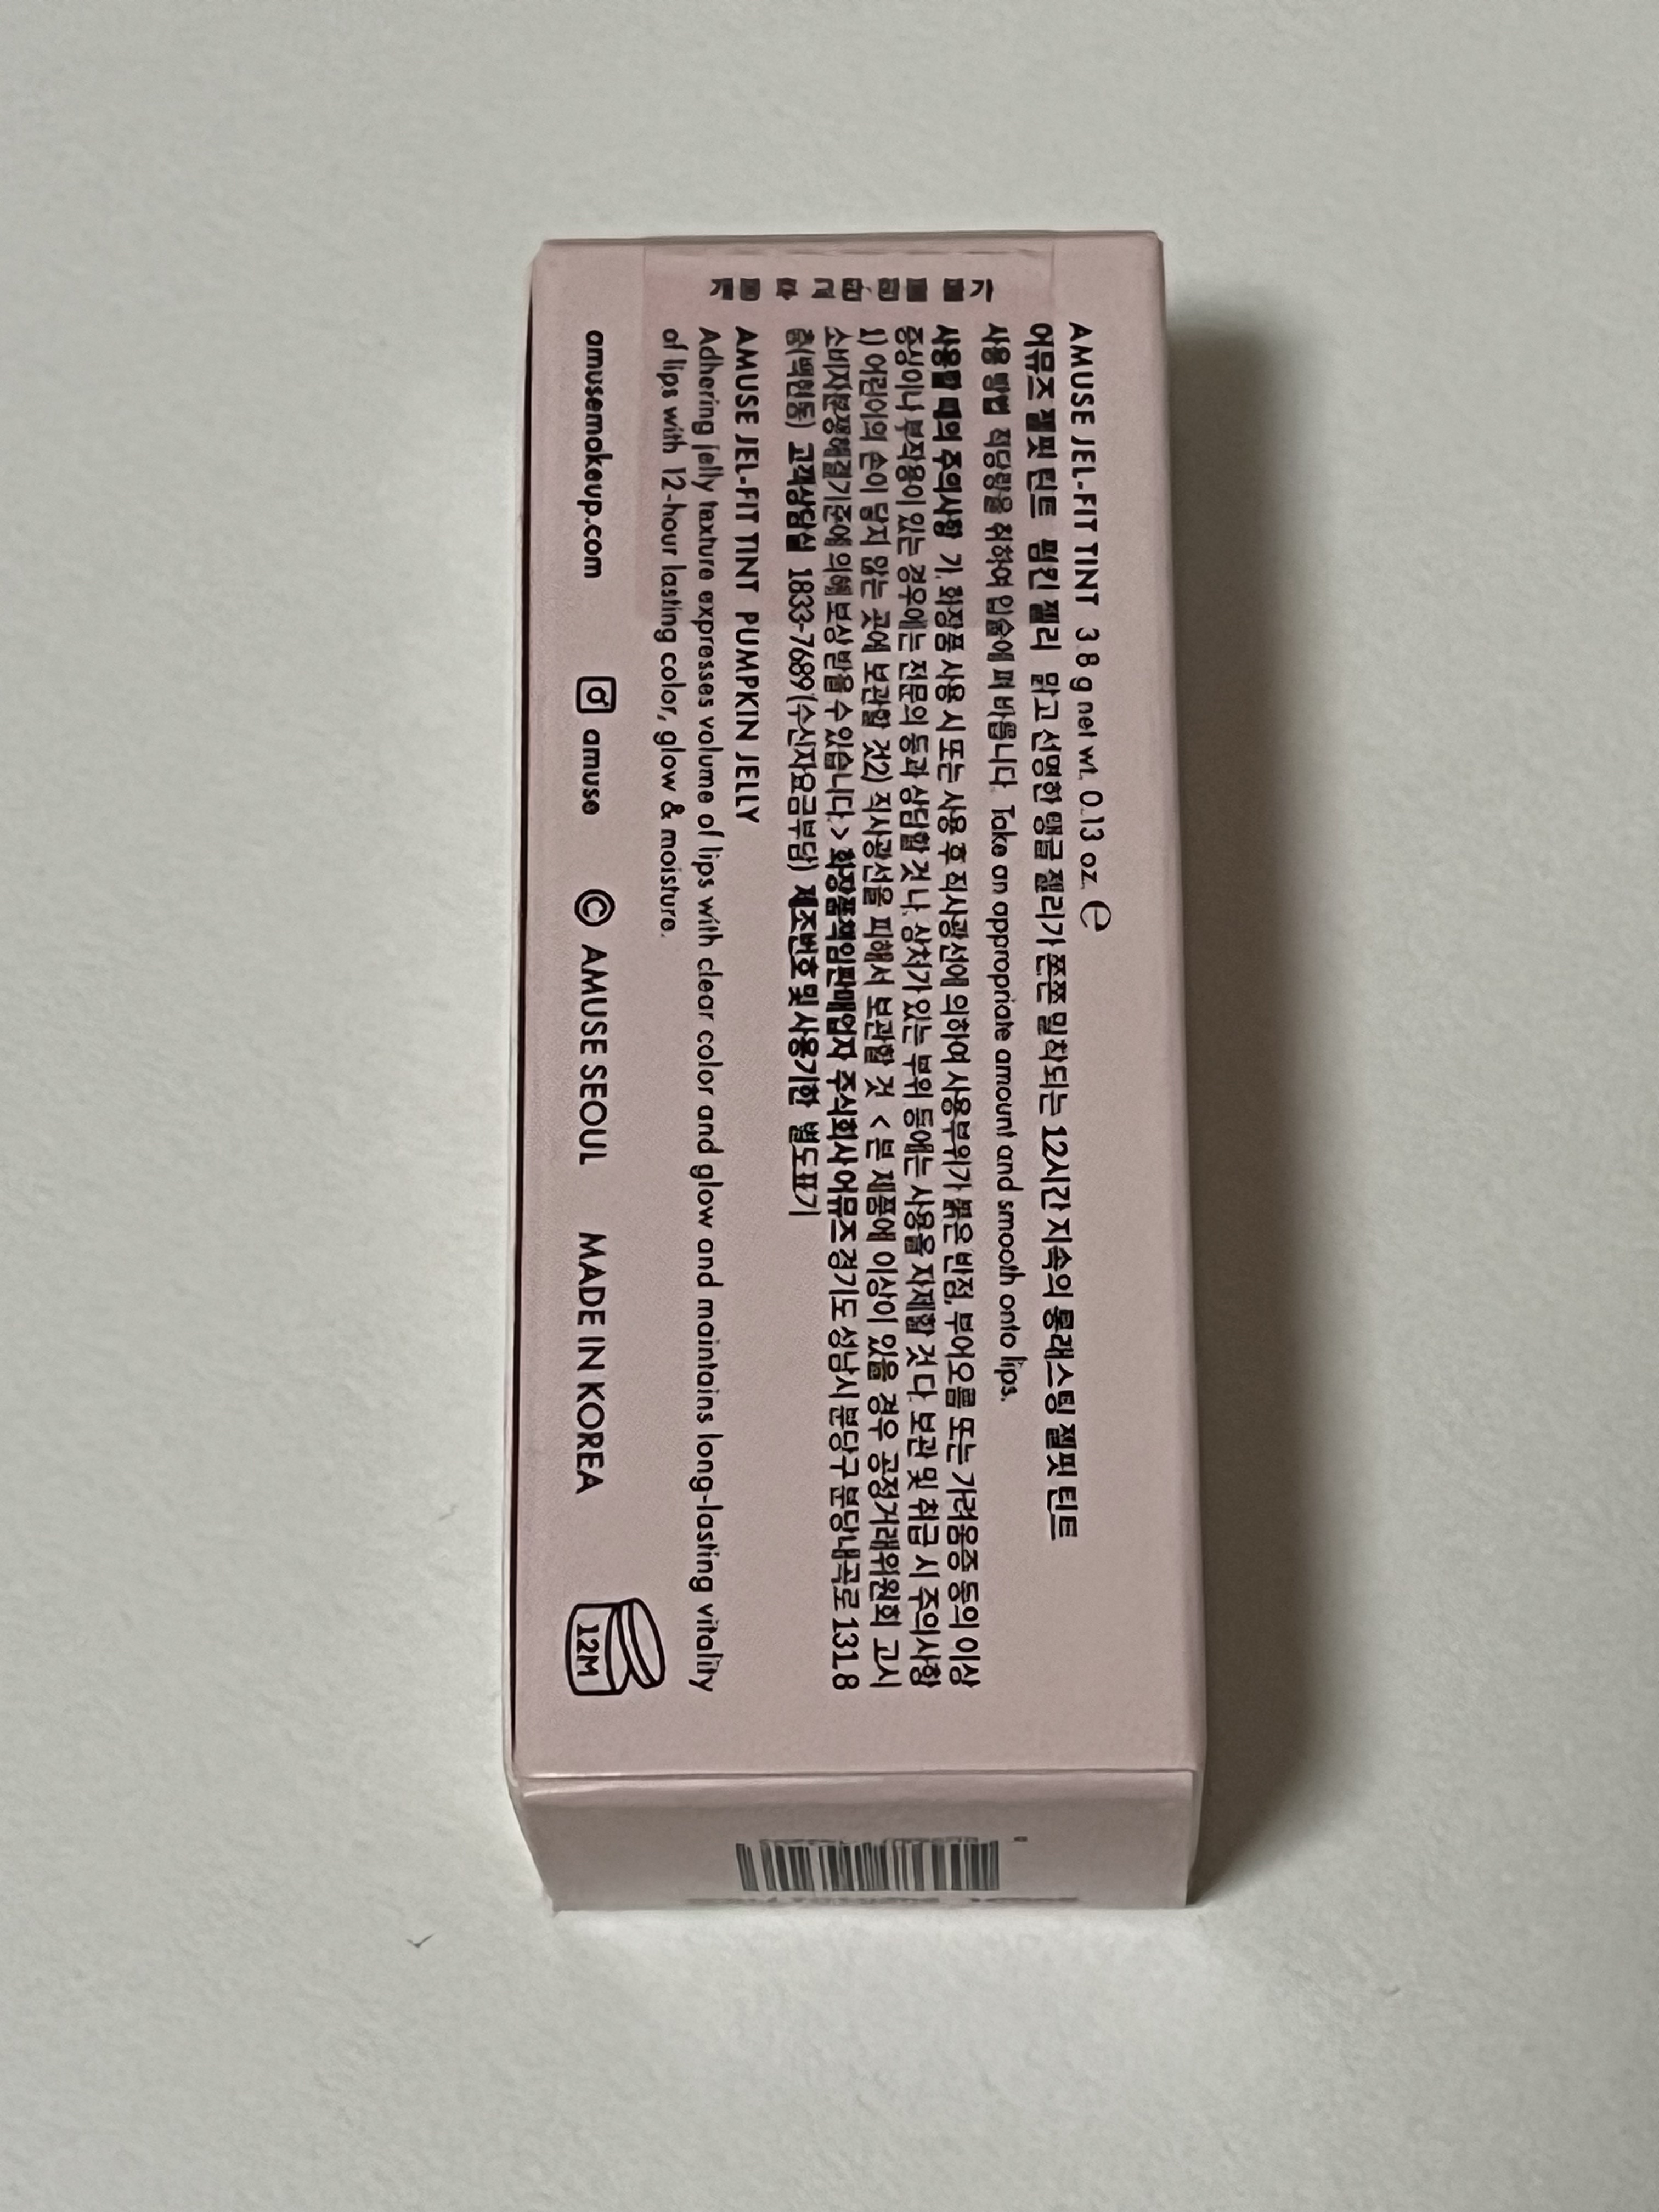 개봉 후 교환·환불 불가
AMUSE JEL-FIT TINT 3.8 g net wt. 0.13 oz. ℮
어뮤즈 젤핏 틴트 펌킨 젤리 맑고 선명한 탱글 젤리가 쫀쫀 밀착되는 12시간 지속의 롱래스팅 젤핏 틴트
사용 방법 적당량을 취하여 입술에 펴 바릅니다. Take an appropriate amount and smooth onto lips.
사용할 때의 주의사항 가. 화장품 사용 시 또는 사용 후 직사광선에 의하여 사용부위가 붉은 반점, 부어오름 또는 가려움증 등의 이상
증상이나 부작용이 있는 경우에는 전문의 등과 상담할 것 나. 상처가 있는 부위 등에는 사용을 자제할 것 다. 보관 및 취급 시 주의사항
1) 어린이의 손이 닿지 않는 곳에 보관할 것 2) 직사광선을 피해서 보관할 것 < 본 제품에 이상이 있을 경우 공정거래위원회 고시
소비자분쟁해결기준에 의해 보상 받을 수 있습니다. > 화장품책임판매업자 주식회사 어뮤즈 경기도 성남시 분당구 분당내곡로 131, 8
층(백현동) 고객상담실 1833-7689(수신자요금부담) 제조번호 및 사용기한 별도표기
AMUSE JEL-FIT TINT PUMPKIN JELLY
Adhering jelly texture expresses volume of lips with clear color and glow and maintains long-lasting vitality
of lips with 12-hour lasting color, glow & moisture.
amusemakeup.com amuse © AMUSE SEOUL MADE IN KOREA 12M